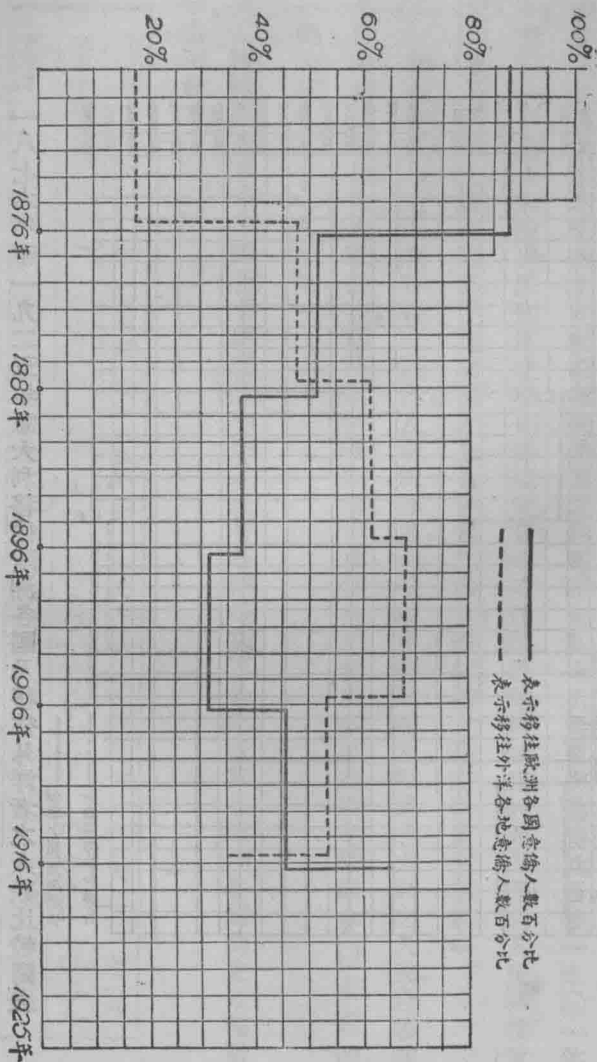 100%
80%
60%
40%
20%
1876年
1886年
1896年
1906年
1916年
1925年
表示移往歐洲各國意僑人數百分比
表示移往外洋各地意僑人數百分比